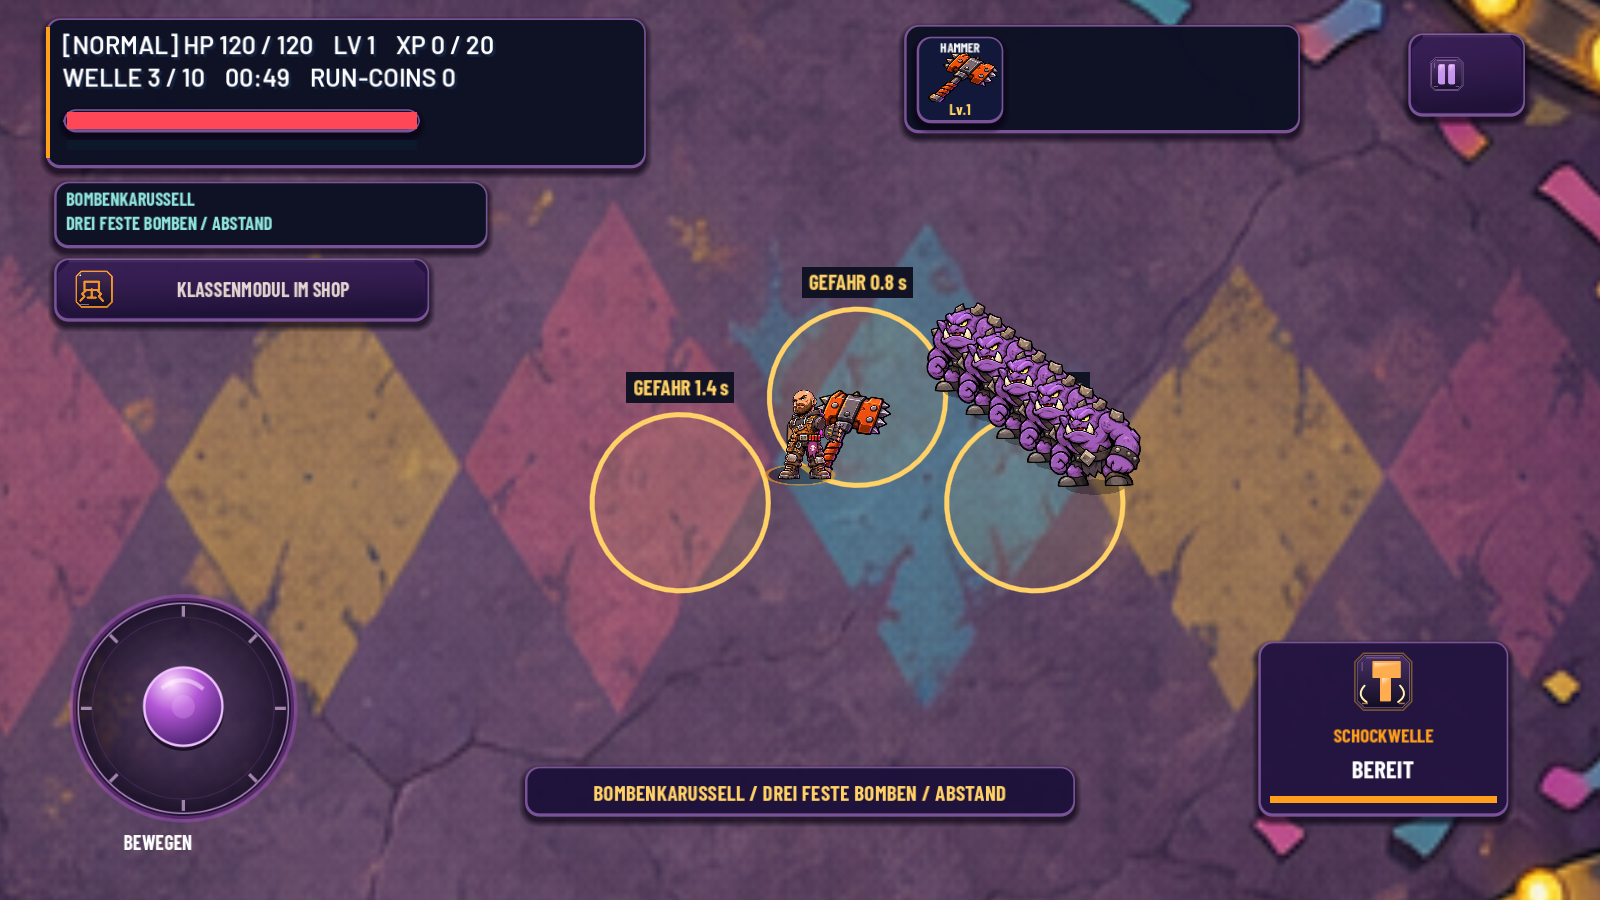 [NORMAL] HP 120 / 120 LV 1 XP 0 / 20
WELLE 3 / 10 00:49 RUN-COINS 0
HAMMER
Lv.1
BOMBENKARUSSELL
DREI FESTE BOMBEN / ABSTAND
KLASSENMODUL IM SHOP
GEFAHR 0.8 s
GEFAHR 1.4 s
SCHOCKWELLE
BEREIT
BOMBENKARUSSELL / DREI FESTE BOMBEN / ABSTAND
BEWEGEN